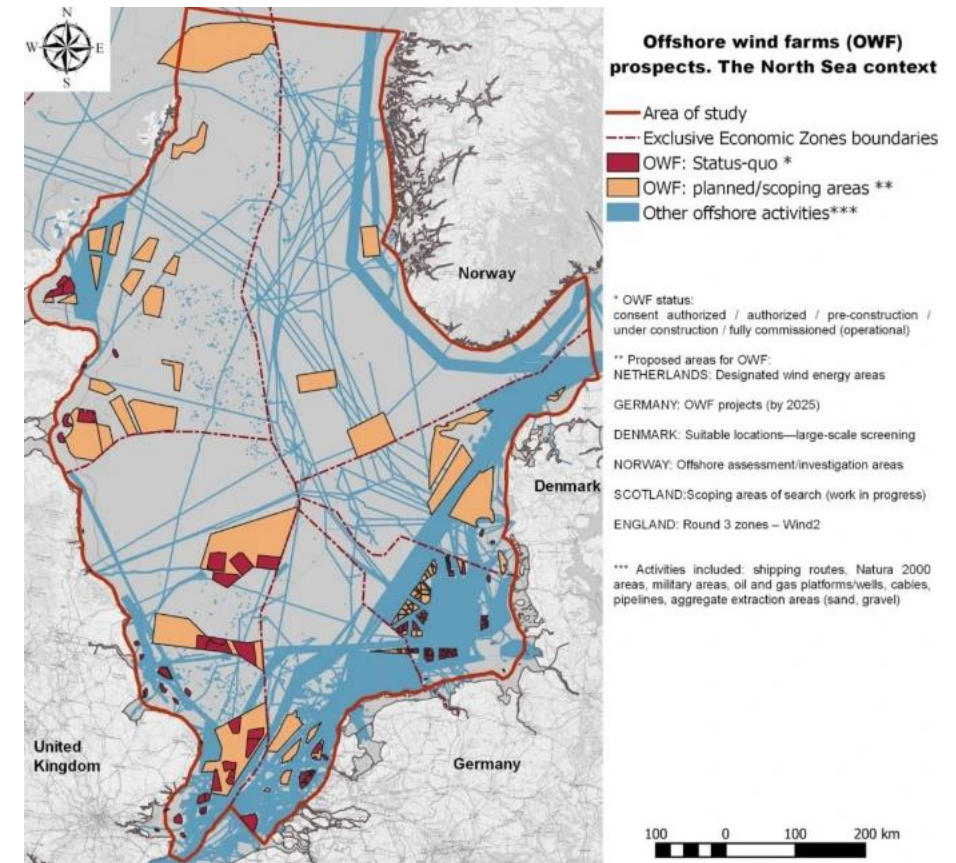 N
W E
S
Offshore wind farms (OWF)
prospects. The North Sea context
Area of study
Exclusive Economic Zones boundaries
OWF: Status-quo *
OWF: planned/scoping areas **
Other offshore activities***
Norway
* OWF status:
consent authorized / authorized / pre-construction /
under construction / fully commissioned (operational)
** Proposed areas for OWF:
NETHERLANDS: Designated wind energy areas
GERMANY: OWF projects (by 2025)
DENMARK: Suitable locations—large-scale screening
NORWAY: Offshore assessment/investigation areas
Denmark
SCOTLAND:Scoping areas of search (work in progress)
ENGLAND: Round 3 zones – Wind2
*** Activities included: shipping routes, Natura 2000
areas, military areas, oil and gas platforms/wells, cables,
pipelines, aggregate extraction areas (sand, gravel)
United
Kingdom
Germany
100 0 100 200 km